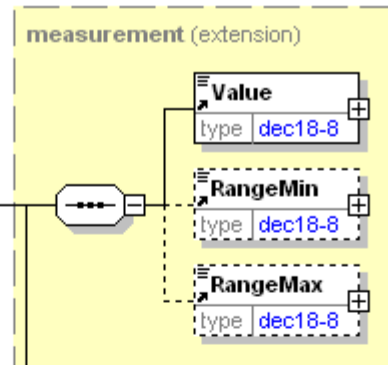 measurement (extension)
Value
type dec18-8
RangeMin
type dec18-8
RangeMax
type dec18-8